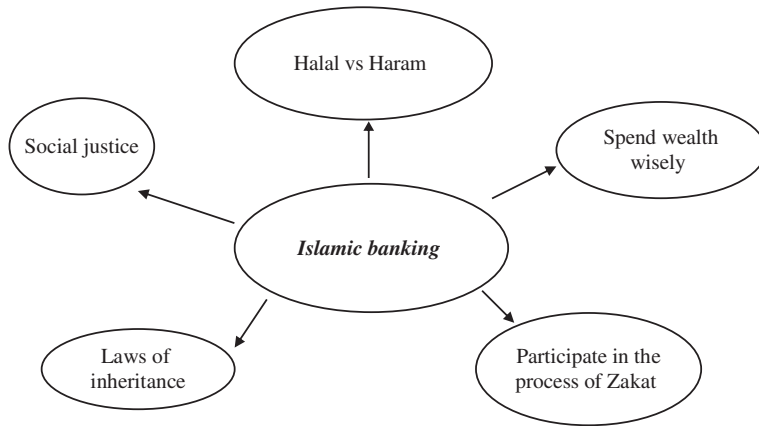 Halal vs Haram
Social justice
Spend wealth
wisely
Islamic banking
Laws of
inheritance
Participate in the
process of Zakat